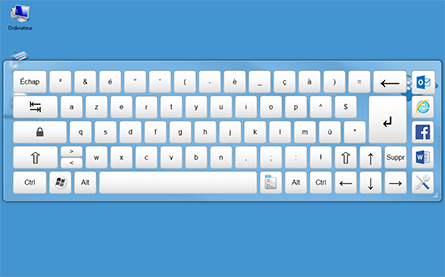 Ordinateur
Échap ² & é " ' ( - è _ ç à ) =
a z e r t y u i o p ^ $
q s d f g h j k l m ù *
> < w x c v b n , ; : ! Suppr
Ctrl Alt Alt Ctrl